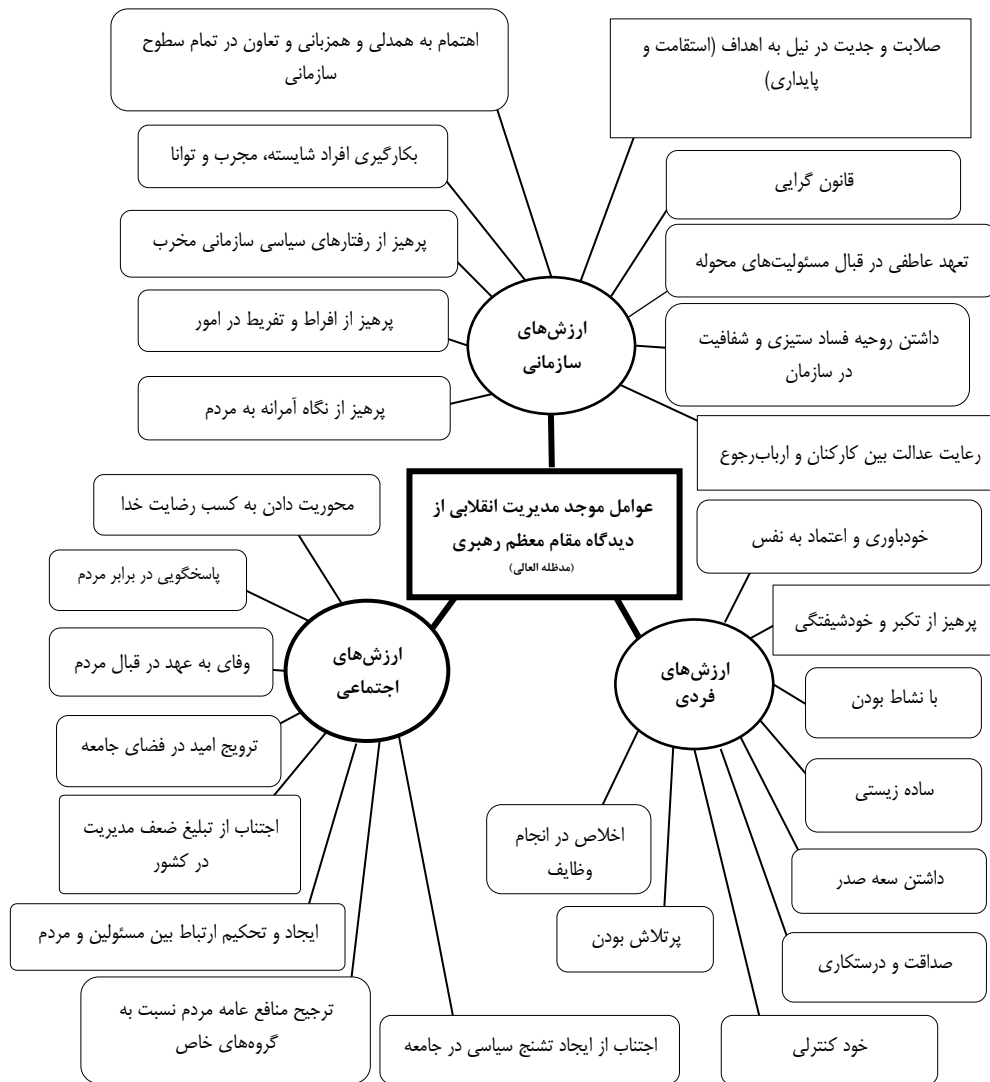 صلابت و جدیت در نیل به اهداف (استقامت و
پایداری)
اهتمام به همدلی و همزبانی و تعاون در تمام سطوح
سازمانی
قانون گرایی
بکارگیری افراد شایسته، مجرب و توانا
تعهد عاطفی در قبال مسئولیت‌های محوله
پرهیز از رفتارهای سیاسی سازمانی مخرب
داشتن روحیه فساد ستیزی و شفافیت
در سازمان
پرهیز از افراط و تفریط در امور
ارزش‌های
سازمانی
رعایت عدالت بین کارکنان و ارباب‌رجوع
پرهیز از نگاه آمرانه به مردم
عوامل موجد مدیریت انقلابی از
دیدگاه مقام معظم رهبری
(مدظله العالی)
خودباوری و اعتماد به نفس
پرهیز از تکبر و خودشیفتگی
ارزش‌های
فردی
با نشاط بودن
ساده زیستی
داشتن سعه صدر
صداقت و درستکاری
خود کنترلی
پرتلاش بودن
اخلاص در انجام
وظایف
محوریت دادن به کسب رضایت خدا
پاسخگویی در برابر مردم
ارزش‌های
اجتماعی
وفای به عهد در قبال مردم
ترویج امید در فضای جامعه
اجتناب از تبلیغ ضعف مدیریت
در کشور
ایجاد و تحکیم ارتباط بین مسئولین و مردم
ترجیح منافع عامه مردم نسبت به
گروه‌های خاص
اجتناب از ایجاد تشنج سیاسی در جامعه